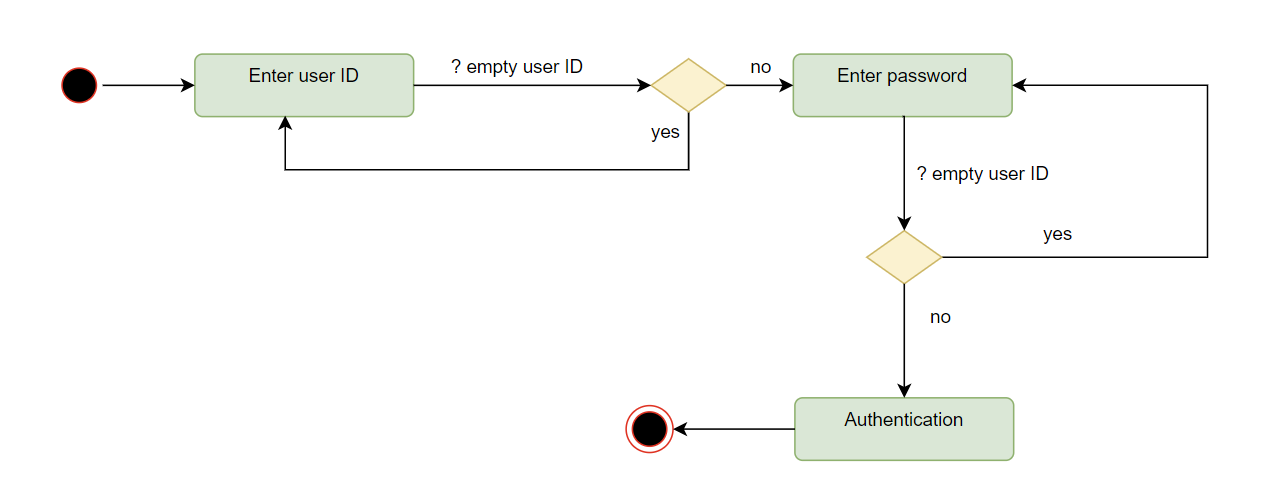 Enter user ID
? empty user ID
no
Enter password
yes
? empty user ID
yes
no
Authentication